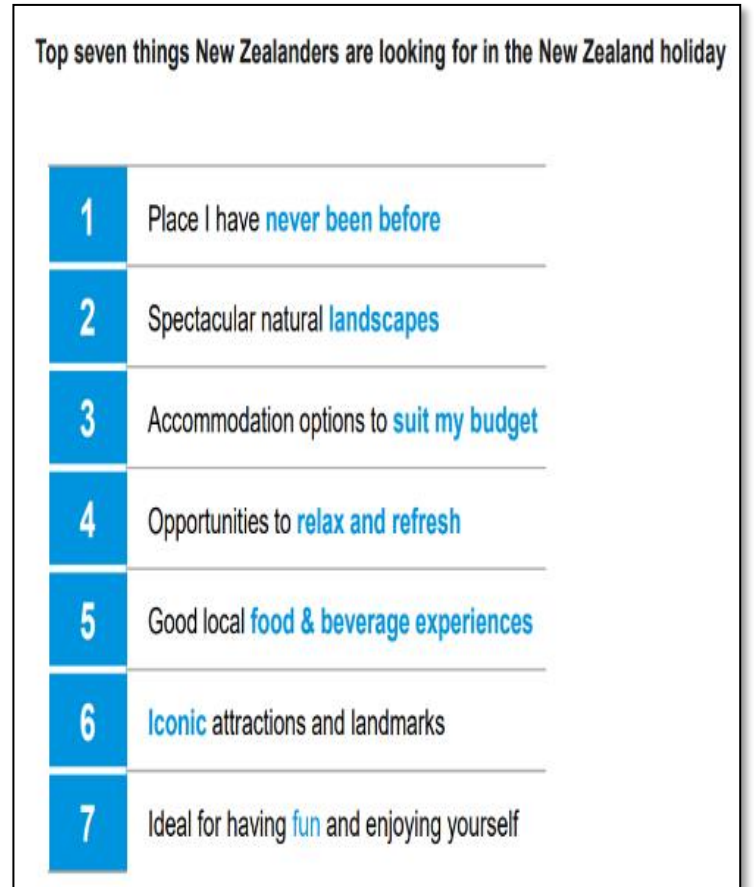 Top seven things New Zealanders are looking for in the New Zealand holiday
1 Place I have never been before
2 Spectacular natural landscapes
3 Accommodation options to suit my budget
4 Opportunities to relax and refresh
5 Good local food & beverage experiences
6 Iconic attractions and landmarks
7 Ideal for having fun and enjoying yourself